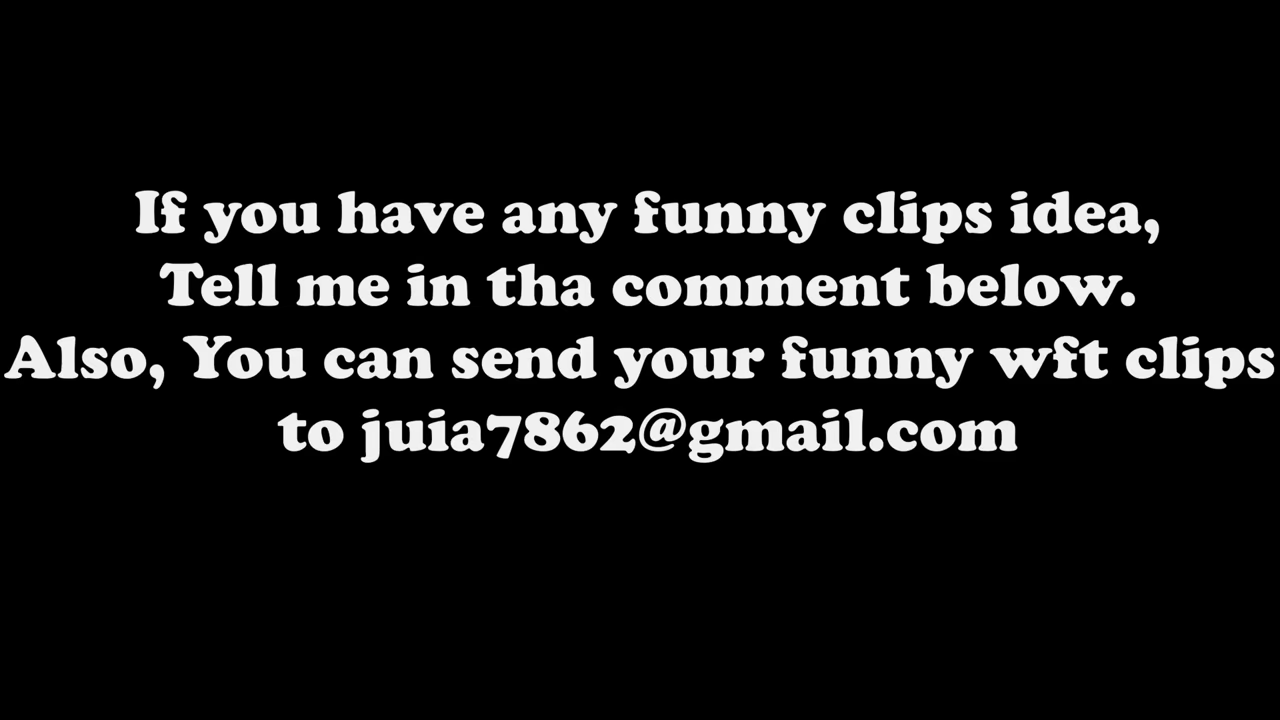 If you have any funny clips idea,
Tell me in tha comment below.
Also, You can send your funny wft clips
to juia7862@gmail.com